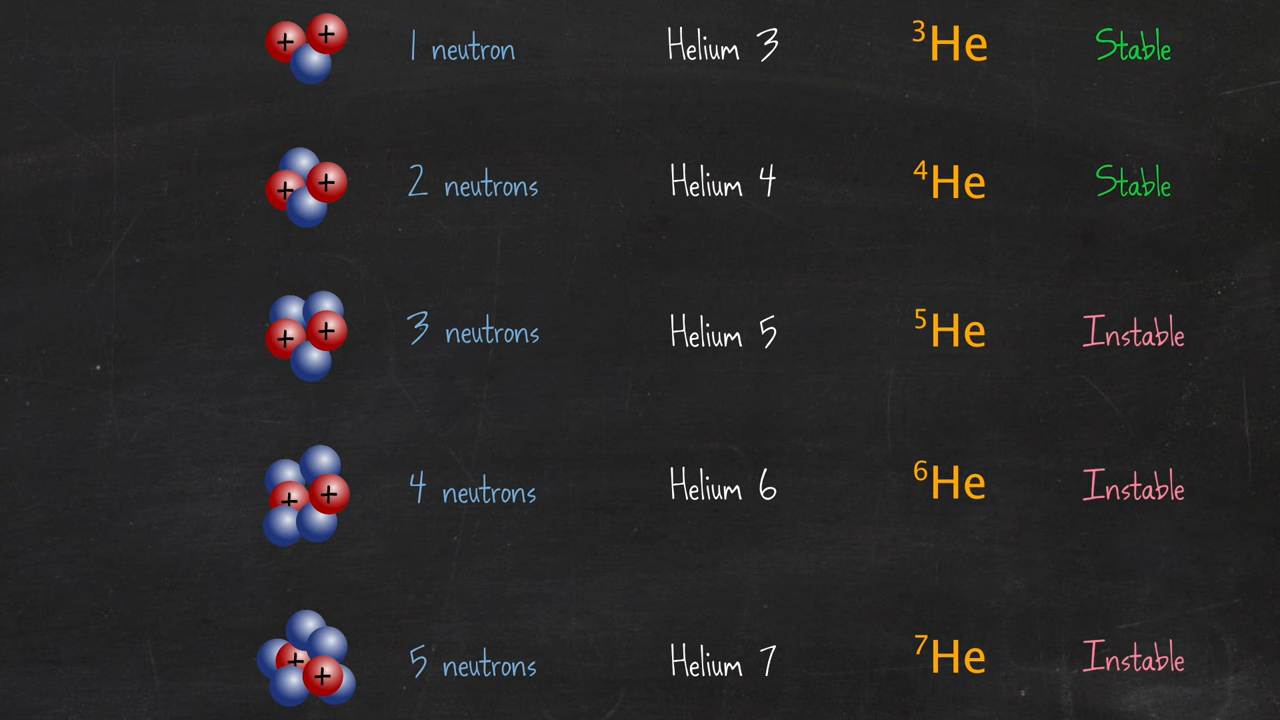 + + 1 neutron Helium 3 ³He Stable
+ + 2 neutrons Helium 4 ⁴He Stable
+ + 3 neutrons Helium 5 ⁵He Instable
+ + 4 neutrons Helium 6 ⁶He Instable
+ + 5 neutrons Helium 7 ⁷He Instable